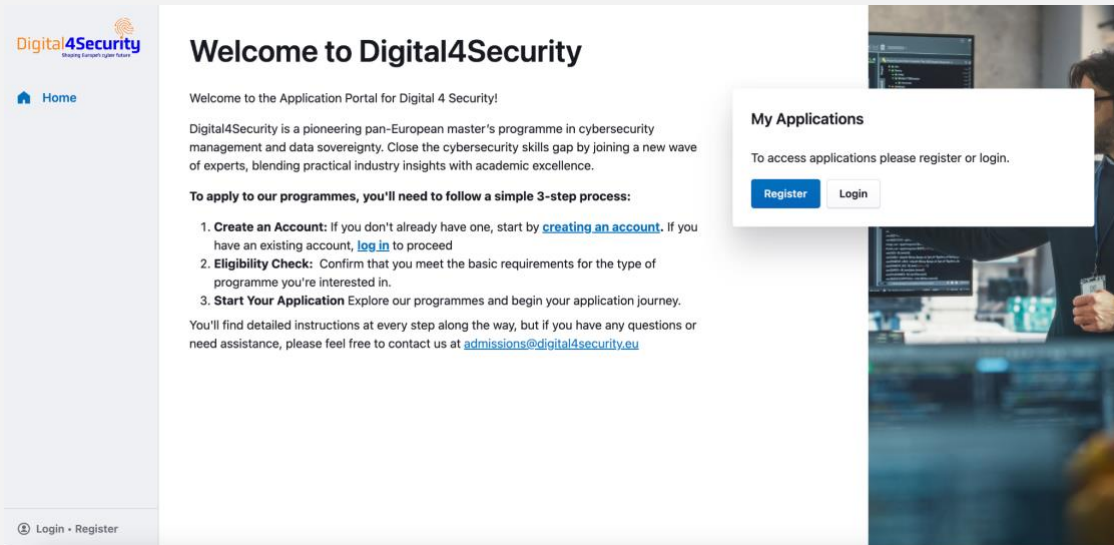 Digital4Security
Shaping Europe's cyber future
Home
Login • Register
Welcome to Digital4Security
Welcome to the Application Portal for Digital 4 Security!
Digital4Security is a pioneering pan-European master's programme in cybersecurity
management and data sovereignty. Close the cybersecurity skills gap by joining a new wave
of experts, blending practical industry insights with academic excellence.
To apply to our programmes, you'll need to follow a simple 3-step process:
1. Create an Account: If you don't already have one, start by creating an account. If you
have an existing account, log in to proceed
2. Eligibility Check: Confirm that you meet the basic requirements for the type of
programme you're interested in.
3. Start Your Application Explore our programmes and begin your application journey.
You'll find detailed instructions at every step along the way, but if you have any questions or
need assistance, please feel free to contact us at admissions@digital4security.eu
My Applications
To access applications please register or login.
Register
Login